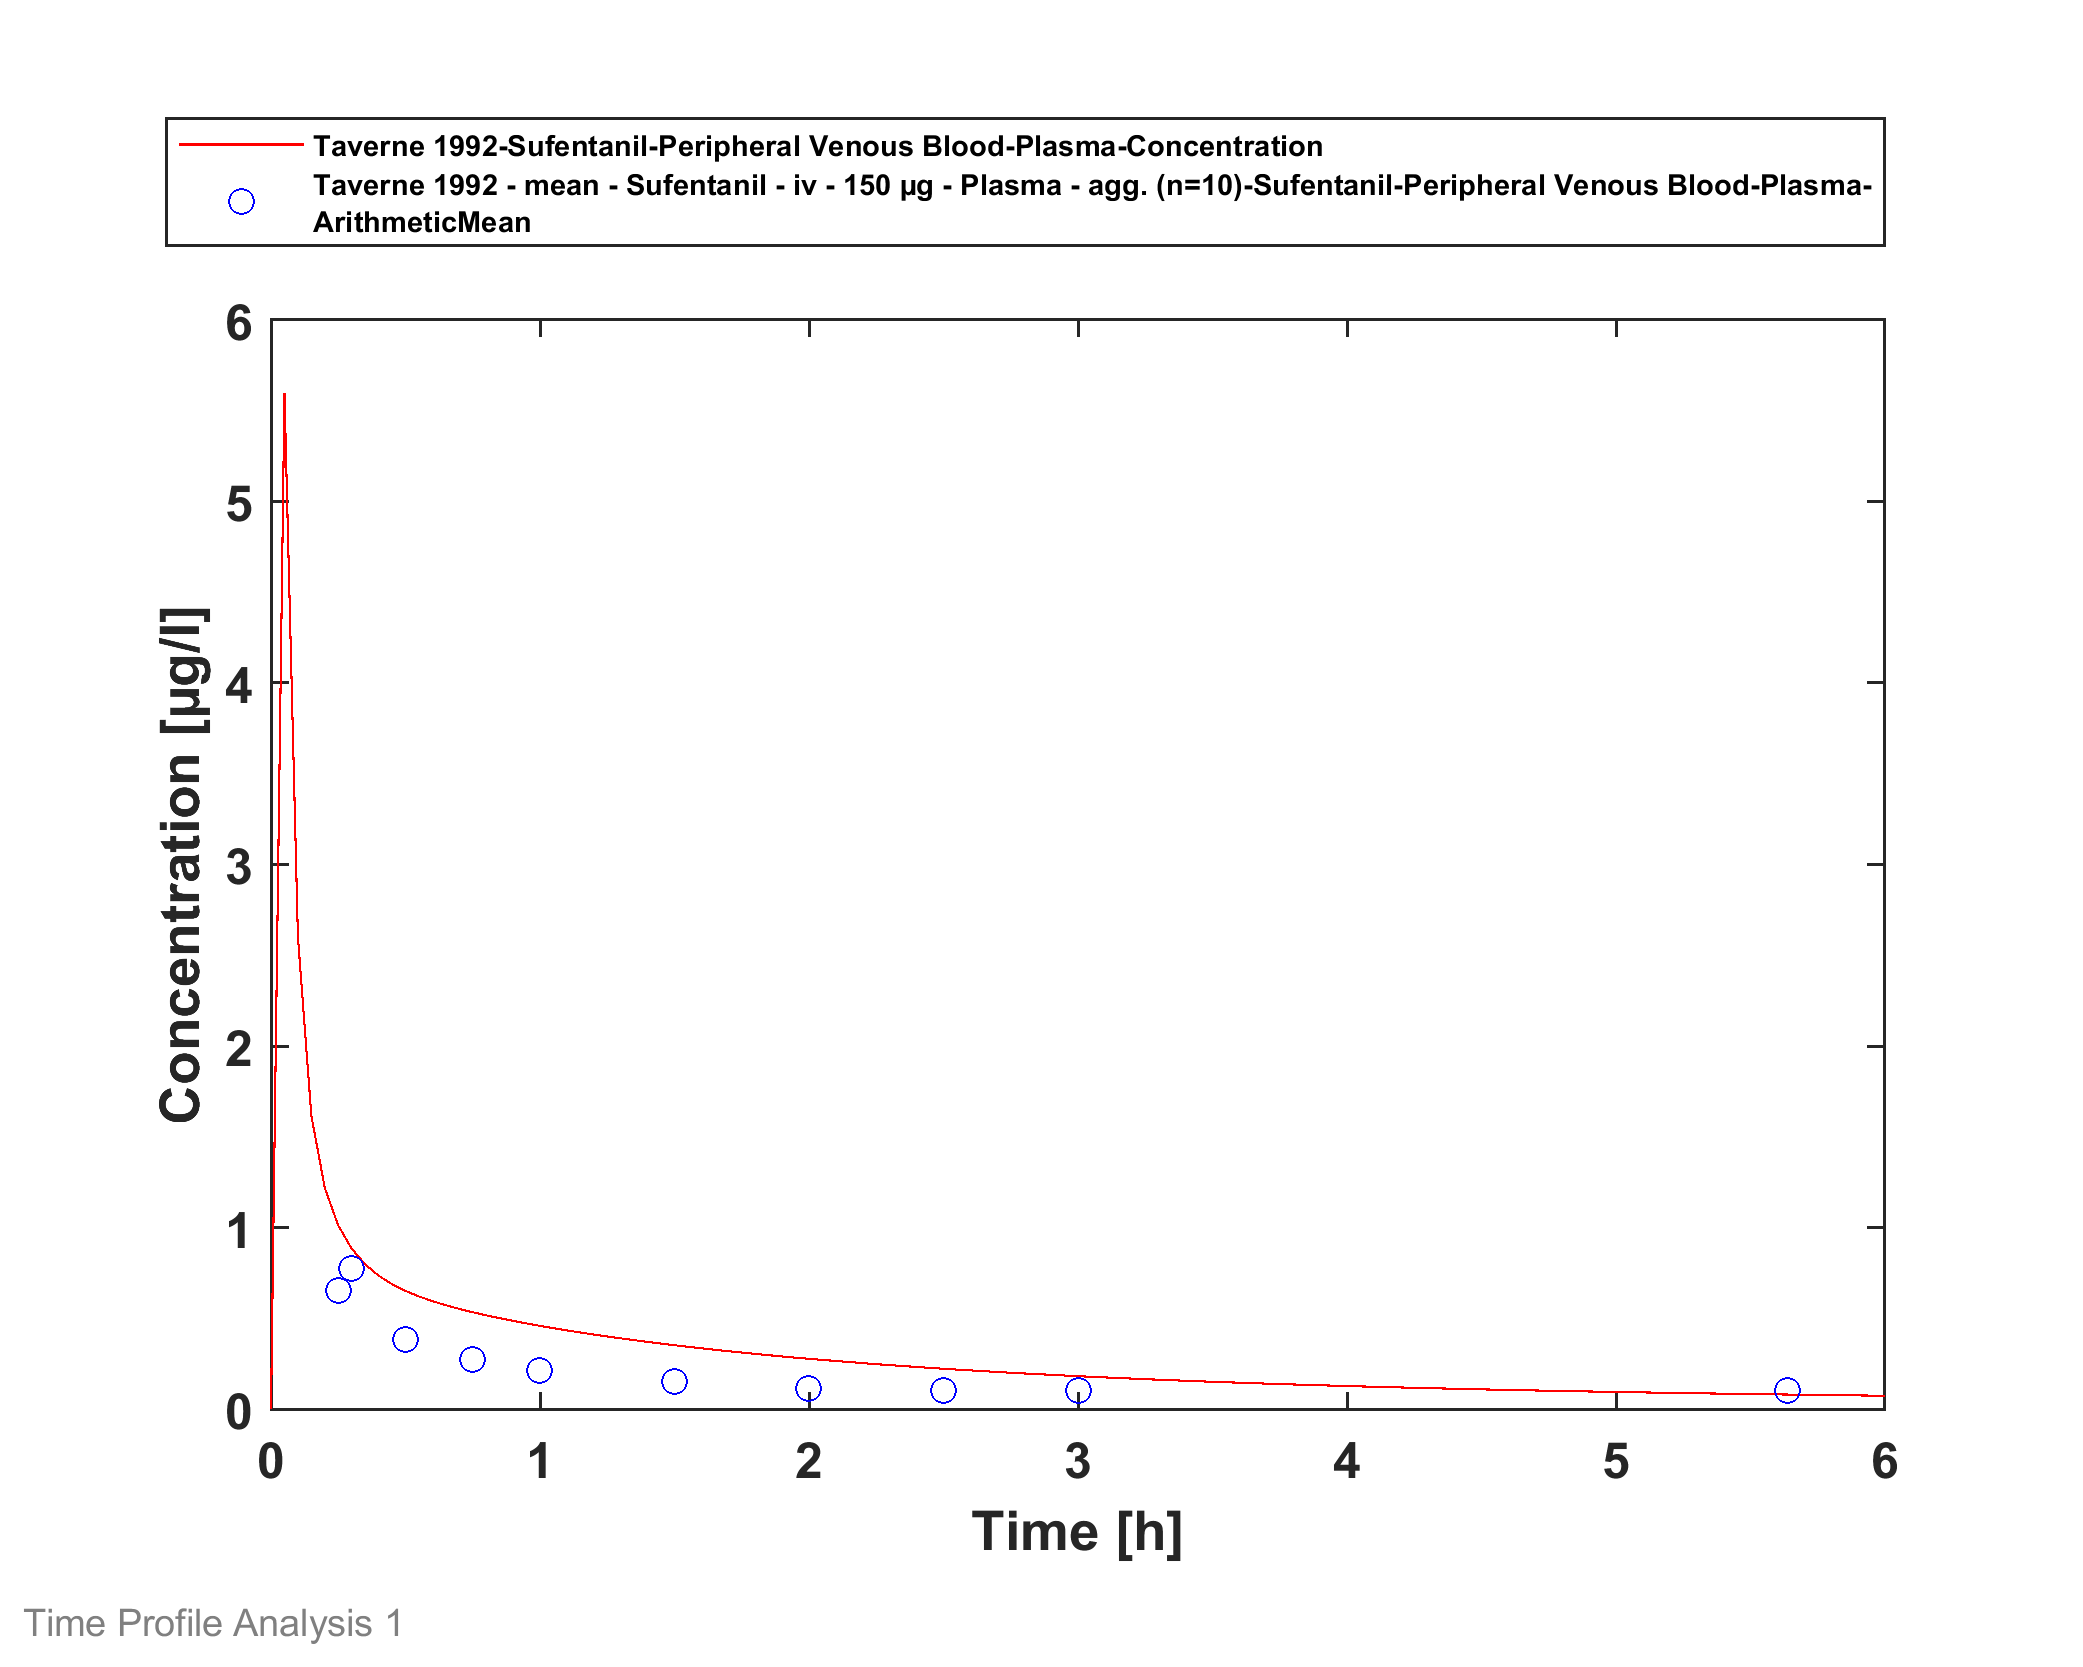 Taverne 1992-Sufentanil-Peripheral Venous Blood-Plasma-Concentration
Taverne 1992 - mean - Sufentanil - iv - 150 µg - Plasma - agg. (n=10)-Sufentanil-Peripheral Venous Blood-Plasma-
ArithmeticMean
6
5
4
3
2
1
0
Concentration [µg/l]
0 1 2 3 4 5 6
Time [h]
Time Profile Analysis 1